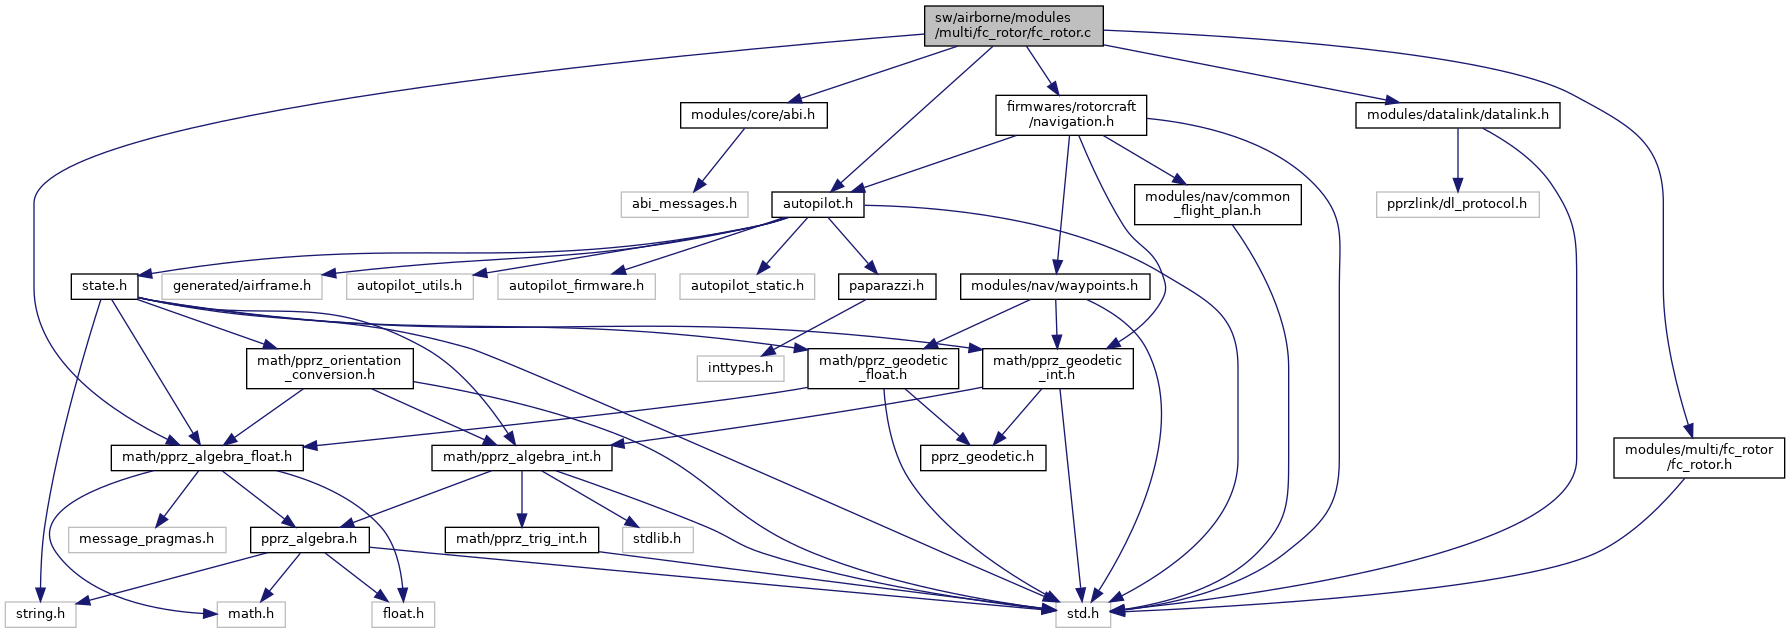 sw/airborne/modules
/multi/fc_rotor/fc_rotor.c
modules/core/abi.h
firmwares/rotorcraft
/navigation.h
modules/datalink/datalink.h
abi_messages.h
autopilot.h
modules/nav/common
_flight_plan.h
pprzlink/dl_protocol.h
state.h
generated/airframe.h
autopilot_utils.h
autopilot_firmware.h
autopilot_static.h
paparazzi.h
modules/nav/waypoints.h
math/pprz_orientation
_conversion.h
inttypes.h
math/pprz_geodetic
_float.h
math/pprz_geodetic
_int.h
math/pprz_algebra_float.h
math/pprz_algebra_int.h
pprz_geodetic.h
modules/multi/fc_rotor
/fc_rotor.h
message_pragmas.h
pprz_algebra.h
math/pprz_trig_int.h
stdlib.h
string.h
math.h
float.h
std.h